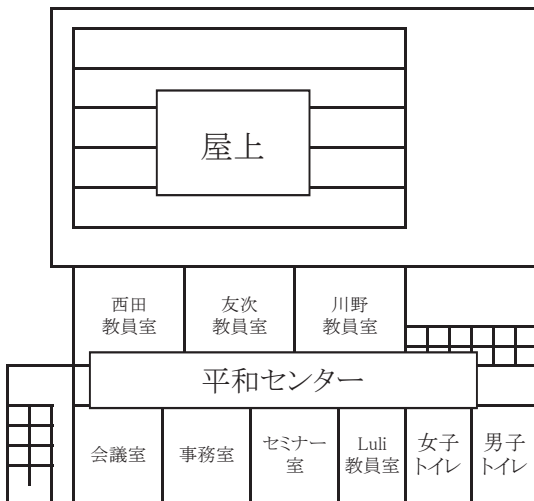 屋上
西田
教員室
友次
教員室
川野
教員室
平和センター
会議室
事務室
セミナー
室
Luli
教員室
女子
トイレ
男子
トイレ